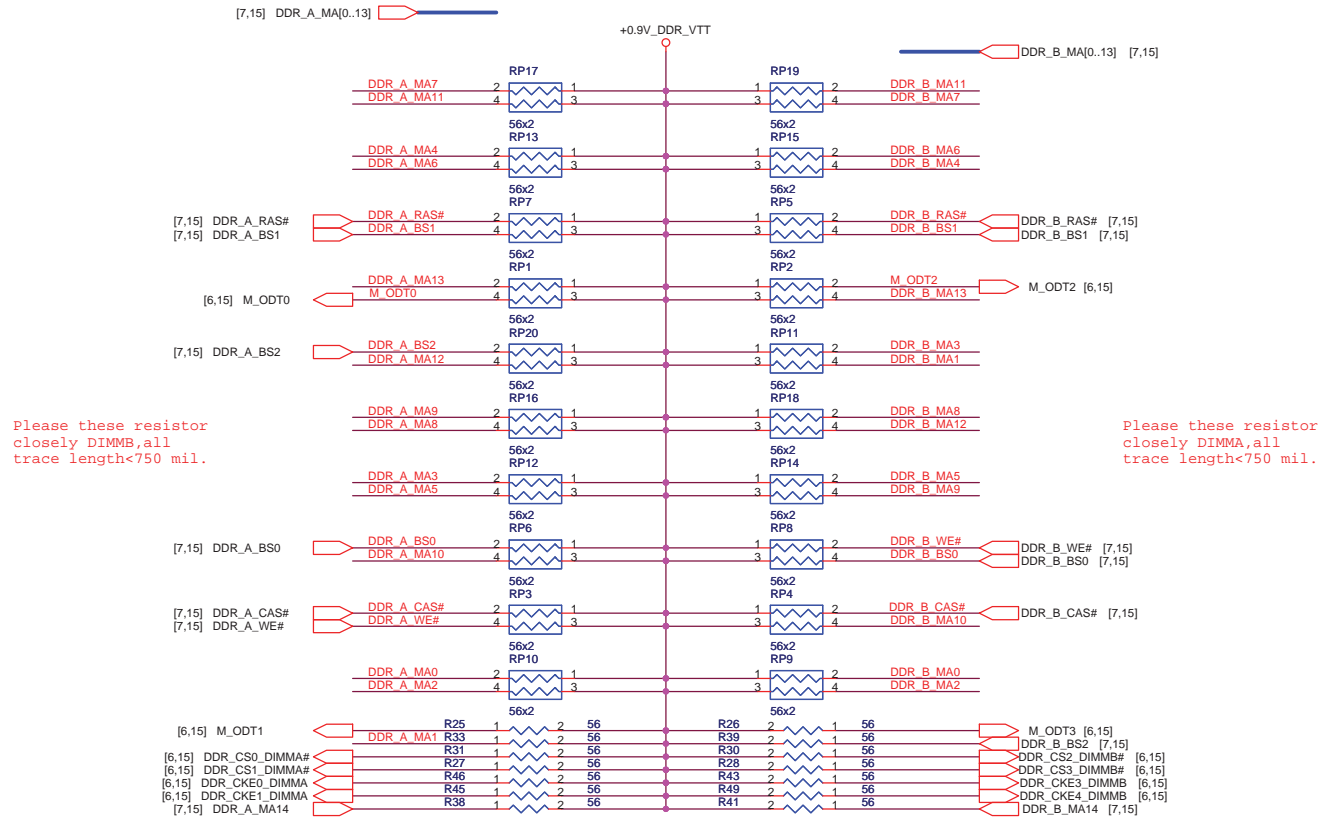 [7,15] DDR_A_MA[0..13]
+0.9V_DDR_VTT
DDR_B_MA[0..13] [7,15]
RP17 RP19
DDR_A_MA7 2 1 1 2 DDR_B_MA11
DDR_A_MA11 4 3 3 4 DDR_B_MA7
56x2 56x2
RP13 RP15
DDR_A_MA4 2 1 1 2 DDR_B_MA6
DDR_A_MA6 4 3 3 4 DDR_B_MA4
56x2 56x2
RP7 RP5
[7,15] DDR_A_RAS# DDR_A_RAS# 2 1 1 2 DDR_B_RAS# DDR_B_RAS# [7,15]
[7,15] DDR_A_BS1 DDR_A_BS1 4 3 3 4 DDR_B_BS1 DDR_B_BS1 [7,15]
56x2 56x2
RP1 RP2
DDR_A_MA13 2 1 1 2 M_ODT2 M_ODT2 [6,15]
[6,15] M_ODT0 M_ODT0 4 3 3 4 DDR_B_MA13
56x2 56x2
RP20 RP11
[7,15] DDR_A_BS2 DDR_A_BS2 2 1 1 2 DDR_B_MA3
DDR_A_MA12 4 3 3 4 DDR_B_MA1
56x2 56x2
RP16 RP18
DDR_A_MA9 2 1 1 2 DDR_B_MA8
DDR_A_MA8 4 3 3 4 DDR_B_MA12
Please these resistor
closely DIMMB,all
trace length<750 mil.
Please these resistor
closely DIMMA,all
trace length<750 mil.
56x2 56x2
RP12 RP14
DDR_A_MA3 2 1 1 2 DDR_B_MA5
DDR_A_MA5 4 3 3 4 DDR_B_MA9
56x2 56x2
RP6 RP8
[7,15] DDR_A_BS0 DDR_A_BS0 2 1 1 2 DDR_B_WE# DDR_B_WE# [7,15]
DDR_A_MA10 4 3 3 4 DDR_B_BS0 DDR_B_BS0 [7,15]
56x2 56x2
RP3 RP4
[7,15] DDR_A_CAS# DDR_A_CAS# 2 1 1 2 DDR_B_CAS# DDR_B_CAS# [7,15]
[7,15] DDR_A_WE# DDR_A_WE# 4 3 3 4 DDR_B_MA10
56x2 56x2
RP10 RP9
DDR_A_MA0 2 1 1 2 DDR_B_MA0
DDR_A_MA2 4 3 3 4 DDR_B_MA2
56x2 56x2
[6,15] M_ODT1 R25 1 2 56 R26 2 1 56 M_ODT3 [6,15]
DDR_A_MA1 R33 1 2 56 R39 2 1 56 DDR_B_BS2 [7,15]
[6,15] DDR_CS0_DIMMA# R31 1 2 56 R30 2 1 56 DDR_CS2_DIMMB# [6,15]
[6,15] DDR_CS1_DIMMA# R27 1 2 56 R28 2 1 56 DDR_CS3_DIMMB# [6,15]
[6,15] DDR_CKE0_DIMMA R46 1 2 56 R43 2 1 56 DDR_CKE3_DIMMB [6,15]
[6,15] DDR_CKE1_DIMMA R45 1 2 56 R49 2 1 56 DDR_CKE4_DIMMB [6,15]
[7,15] DDR_A_MA14 R38 1 2 56 R41 2 1 56 DDR_B_MA14 [7,15]